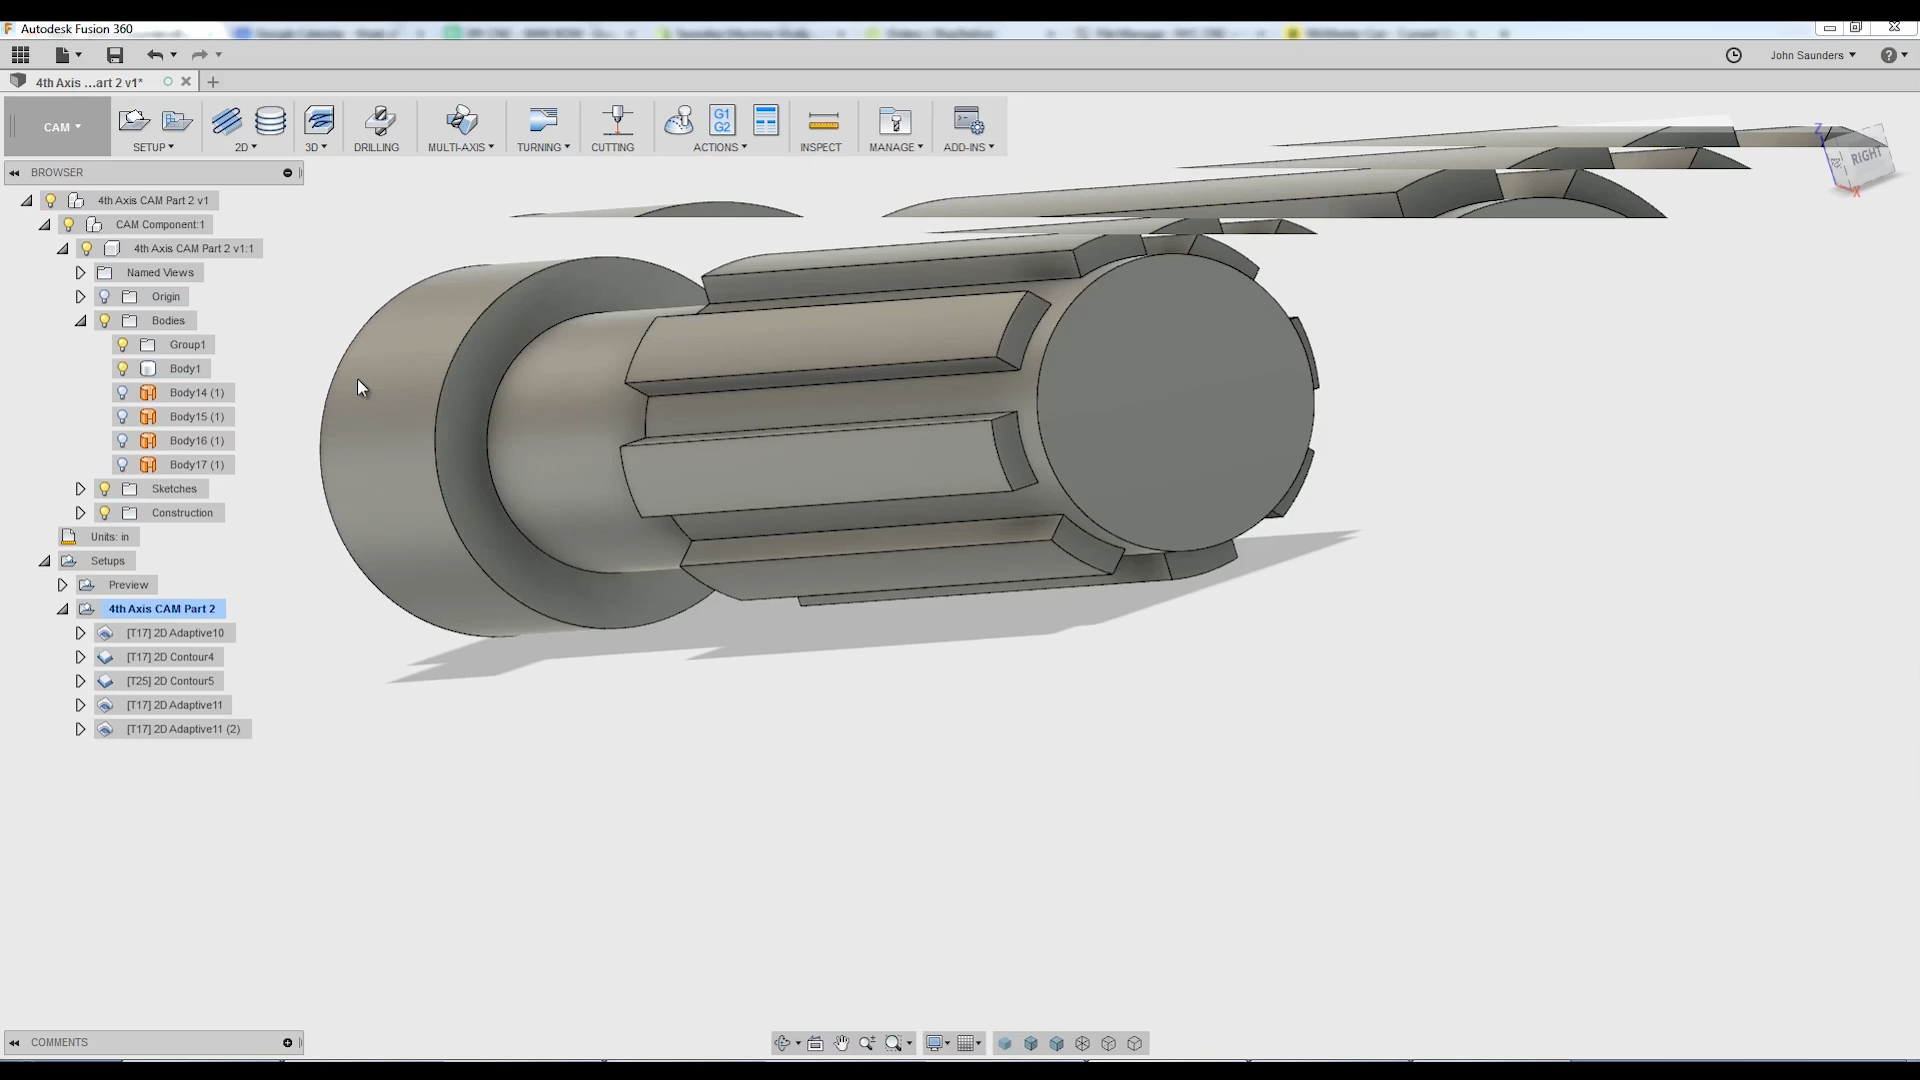 Autodesk Fusion 360
John Saunders
4th Axis ...art 2 v1*
CAM
G1
G2
SETUP
2D
3D
DRILLING
MULTI-AXIS
TURNING
CUTTING
ACTIONS
INSPECT
MANAGE
ADD-INS
Z
RIGHT
X
BROWSER
4th Axis CAM Part 2 v1
CAM Component:1
4th Axis CAM Part 2 v1:1
Named Views
Origin
Bodies
Group1
Body1
Body14 (1)
Body15 (1)
Body16 (1)
Body17 (1)
Sketches
Construction
Units: in
Setups
Preview
4th Axis CAM Part 2
[T17] 2D Adaptive10
[T17] 2D Contour4
[T25] 2D Contour5
[T17] 2D Adaptive11
[T17] 2D Adaptive11 (2)
COMMENTS